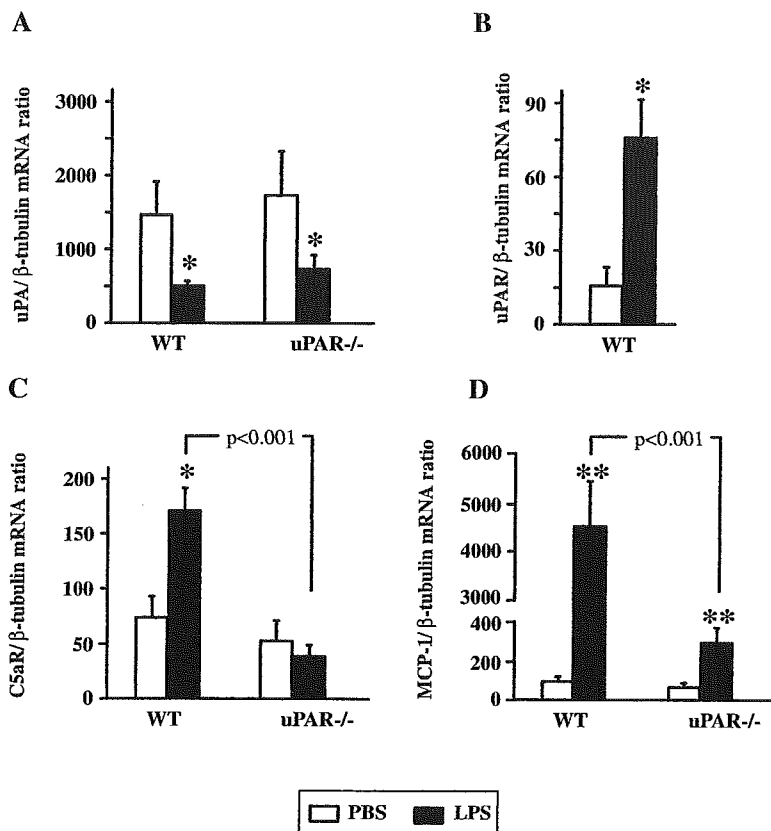 A
uPA/ β-tubulin mRNA ratio
3000
2000
1000
0
*
*
WT
uPAR-/-
B
uPAR/ β-tubulin mRNA ratio
90
60
30
0
*
WT
C
C5aR/ β-tubulin mRNA ratio
200
150
100
50
0
*
p<0.001
WT
uPAR-/-
D
MCP-1/ β-tubulin mRNA ratio
6000
5000
4000
3000
400
200
0
**
p<0.001
**
WT
uPAR-/-
PBS LPS